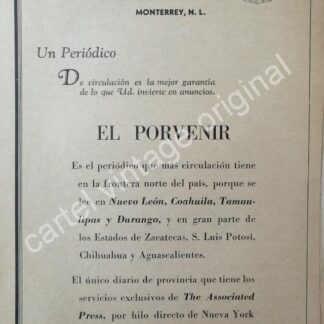 MONTERREY, N. L.
Un Periódico
De circulación es la mejor garantía
de lo que Ud. invierte en anuncios.
EL PORVENIR
Es el periódico que mas circulación tiene
en la frontera norte del país, porque se
lee en Nuevo León, Coahuila, Tamau-
lipas y Durango, y en gran parte de
los Estados de Zacatecas, S. Luis Potosí,
Chihuahua y Aguascalientes.
El único diario de provincia que tiene los
servicios exclusivos de The Associated
Press, por hilo directo de Nueva York
cartel vintage original